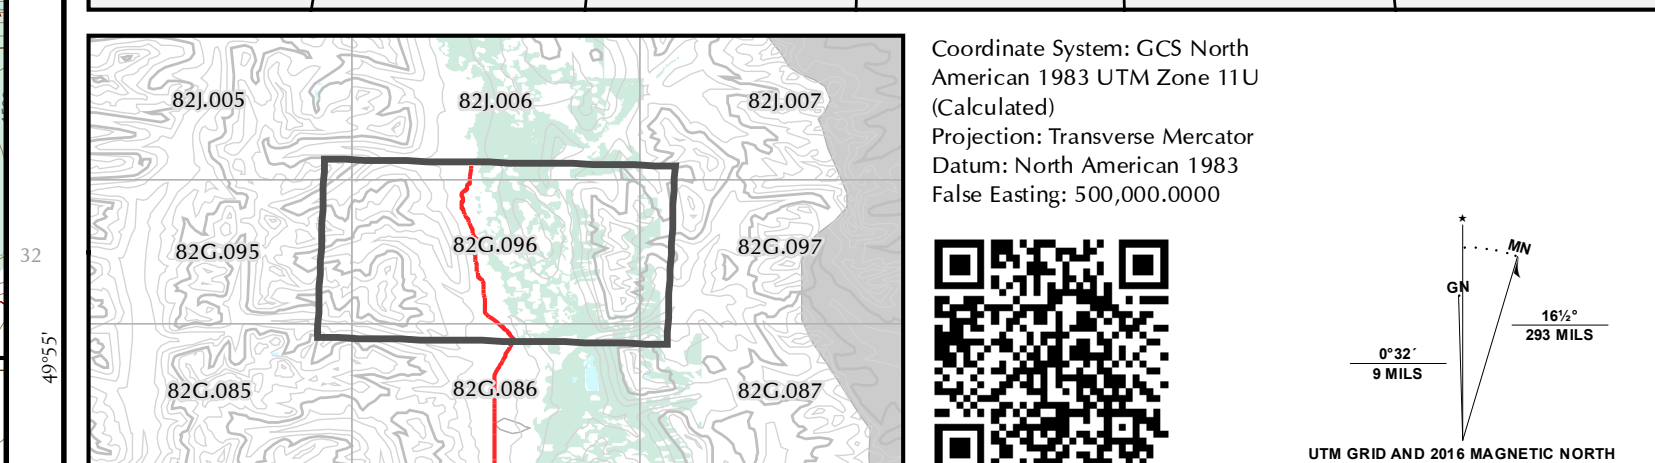 82J.005
82J.006
82J.007
82G.095
82G.096
82G.097
82G.085
82G.086
82G.087
32
49°55'
Coordinate System: GCS North
American 1983 UTM Zone 11U
(Calculated)
Projection: Transverse Mercator
Datum: North American 1983
False Easting: 500,000.0000
MN
GN
16½°
293 MILS
0°32´
9 MILS
UTM GRID AND 2016 MAGNETIC NORTH